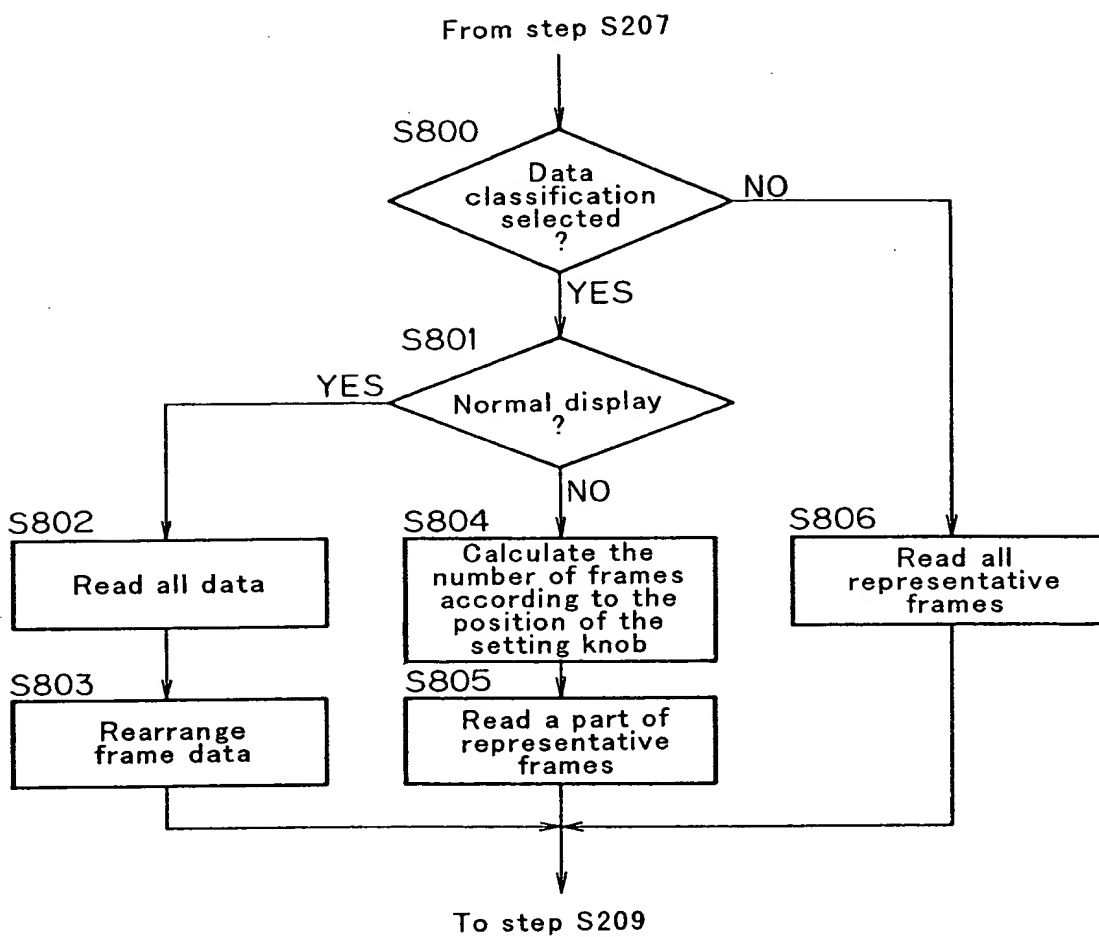 From step S207
S800
Data
classification
selected
?
NO
YES
S801
YES
Normal display
?
NO
S802
Read all data
S804
Calculate the
number of frames
according to the
position of the
setting knob
S806
Read all
representative
frames
S803
Rearrange
frame data
S805
Read a part of
representative
frames
To step S209